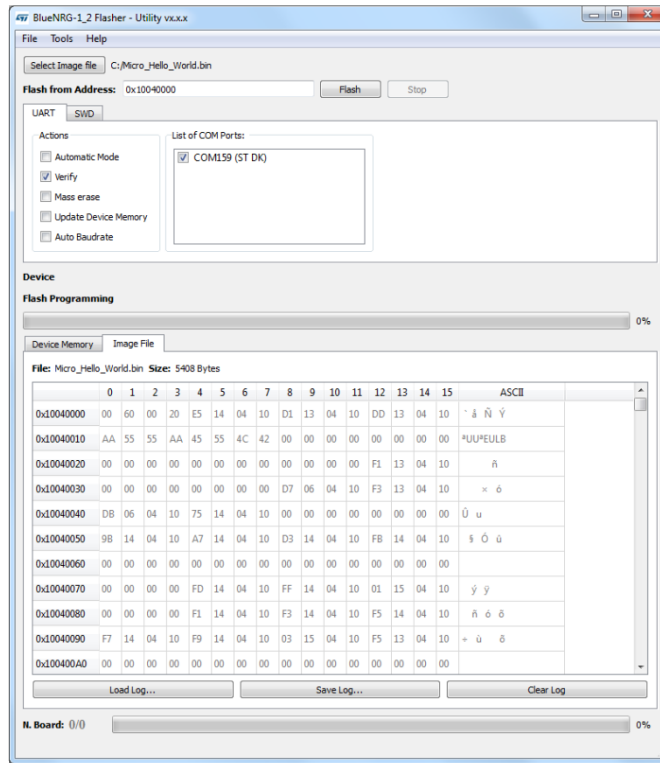 BlueNRG-1_2 Flasher - Utility vx.x.x
File Tools Help
Select Image file C:/Micro_Hello_World.bin
Flash from Address: 0x10040000 Flash Stop
UART SWD
Actions List of COM Ports:
Automatic Mode COM159 (ST DK)
Verify
Mass erase
Update Device Memory
Auto Baudrate
Device
Flash Programming
0%
Device Memory Image File
File: Micro_Hello_World.bin Size: 5408 Bytes
0 1 2 3 4 5 6 7 8 9 10 11 12 13 14 15 ASCII
0x10040000 00 60 00 20 E5 14 04 10 D1 13 04 10 DD 13 04 10 ` å Ñ Ý
0x10040010 AA 55 55 AA 45 55 4C 42 00 00 00 00 00 00 00 00 ªUUªEULB
0x10040020 00 00 00 00 00 00 00 00 00 00 00 00 F1 13 04 10 ñ
0x10040030 00 00 00 00 00 00 00 00 D7 06 04 10 F3 13 04 10 × ó
0x10040040 DB 06 04 10 75 14 04 10 00 00 00 00 00 00 00 00 Û u
0x10040050 9B 14 04 10 A7 14 04 10 D3 14 04 10 FB 14 04 10 § Ó û
0x10040060 00 00 00 00 00 00 00 00 00 00 00 00 00 00 00 00
0x10040070 00 00 00 00 FD 14 04 10 FF 14 04 10 01 15 04 10 ý ÿ
0x10040080 00 00 00 00 F1 14 04 10 F3 14 04 10 F5 14 04 10 ñ ó õ
0x10040090 F7 14 04 10 F9 14 04 10 03 15 04 10 F5 13 04 10 ÷ ù õ
0x100400A0 00 00 00 00 00 00 00 00 00 00 00 00 00 00 00 00
Load Log... Save Log... Clear Log
N. Board: 0/0 0%